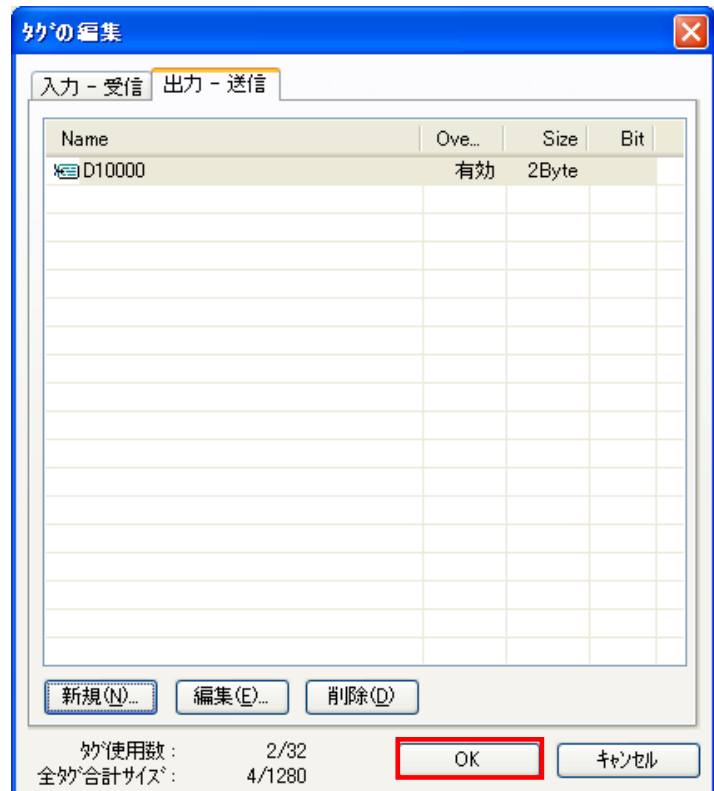 ﾀｸﾞの編集
入力 - 受信 出力 - 送信
Name Ove... Size Bit
D10000 有効 2Byte
新規(N)... 編集(E)... 削除(D)
ﾀｸﾞ使用数 : 2/32
全ﾀｸﾞ合計ｻｲｽﾞ : 4/1280
OK ｷｬﾝｾﾙ